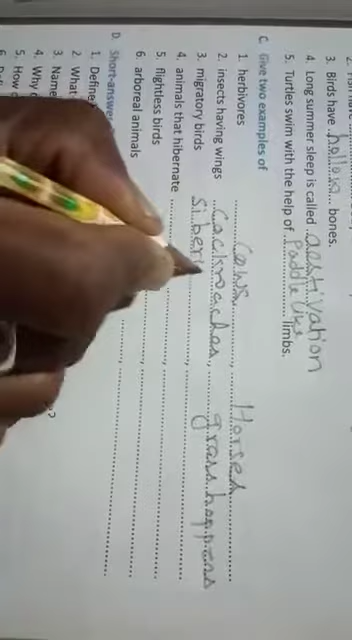 3. Birds have hollow bones.
4. Long summer sleep is called aestivation
5. Turtles swim with the help of Paddle like limbs.
C. Give two examples of
1. herbivores Cows, Horses
2. insects having wings Cockroaches, grasshoppers
3. migratory birds Siberi
4. animals that hibernate
5. flightless birds
6. arboreal animals
D. Short-answer
1. Define
2. What
3. Name
4. Why
5. How